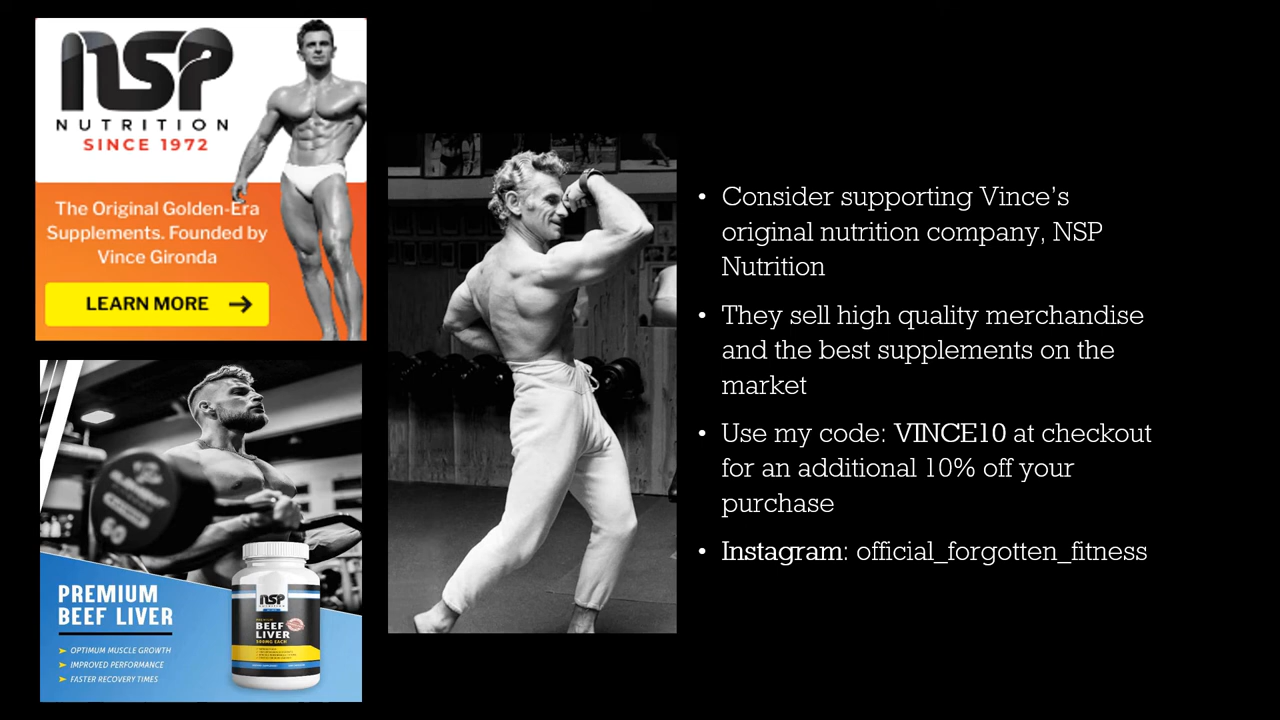 NSP
NUTRITION
SINCE 1972
The Original Golden-Era
Supplements. Founded by
Vince Gironda
LEARN MORE
PREMIUM
BEEF LIVER
OPTIMUM MUSCLE GROWTH
IMPROVED PERFORMANCE
FASTER RECOVERY TIMES
60
NSP
BEEF
LIVER
• Consider supporting Vince’s
original nutrition company, NSP
Nutrition
• They sell high quality merchandise
and the best supplements on the
market
• Use my code: VINCE10 at checkout
for an additional 10% off your
purchase
• Instagram: official_forgotten_fitness